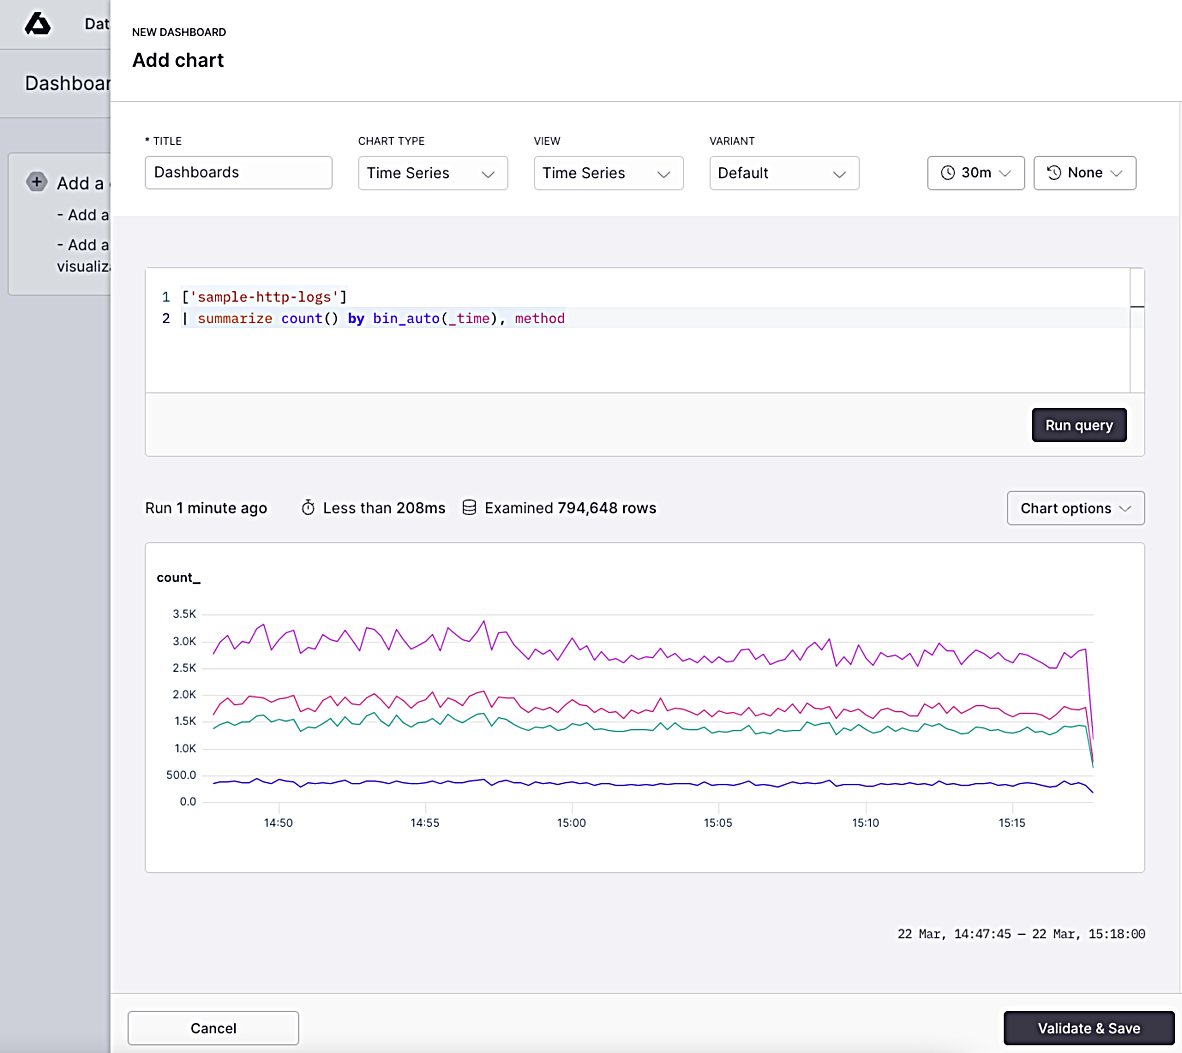 Dat
NEW DASHBOARD
Add chart
Dashboar
* TITLE
CHART TYPE
VIEW
VARIANT
Dashboards
Time Series
Time Series
Default
30m
None
Add a
- Add a
- Add a
visualiza
1 ['sample-http-logs']
2 | summarize count() by bin_auto(_time), method
Run query
Run 1 minute ago
Less than 208ms
Examined 794,648 rows
Chart options
count_
3.5K
3.0K
2.5K
2.0K
1.5K
1.0K
500.0
0.0
14:50
14:55
15:00
15:05
15:10
15:15
22 Mar, 14:47:45 – 22 Mar, 15:18:00
Cancel
Validate & Save